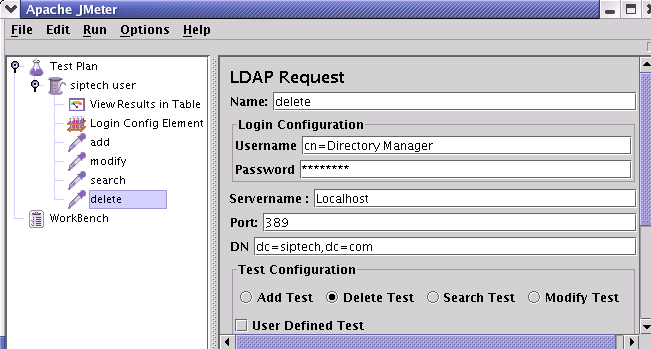 Apache JMeter
File Edit Run Options Help
Test Plan
siptech user
View Results in Table
Login Config Element
add
modify
search
delete
WorkBench
LDAP Request
Name: delete
Login Configuration
Username cn=Directory Manager
Password ********
Servername : Localhost
Port: 389
DN dc=siptech,dc=com
Test Configuration
Add Test Delete Test Search Test Modify Test
User Defined Test